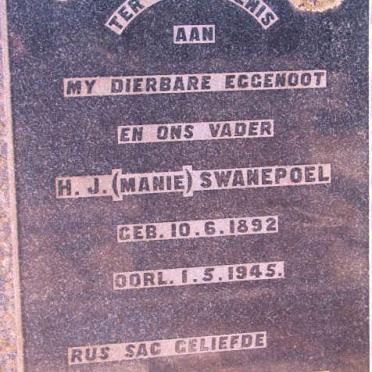 TER
AAN
MY DIERBARE EGGENOOT
EN ONS VADER
H. J. (MANIE) SWANEPOEL
GEB. 10. 6. 1892
OORL. 1. 5. 1945.
RUS SAG GELIEFDE